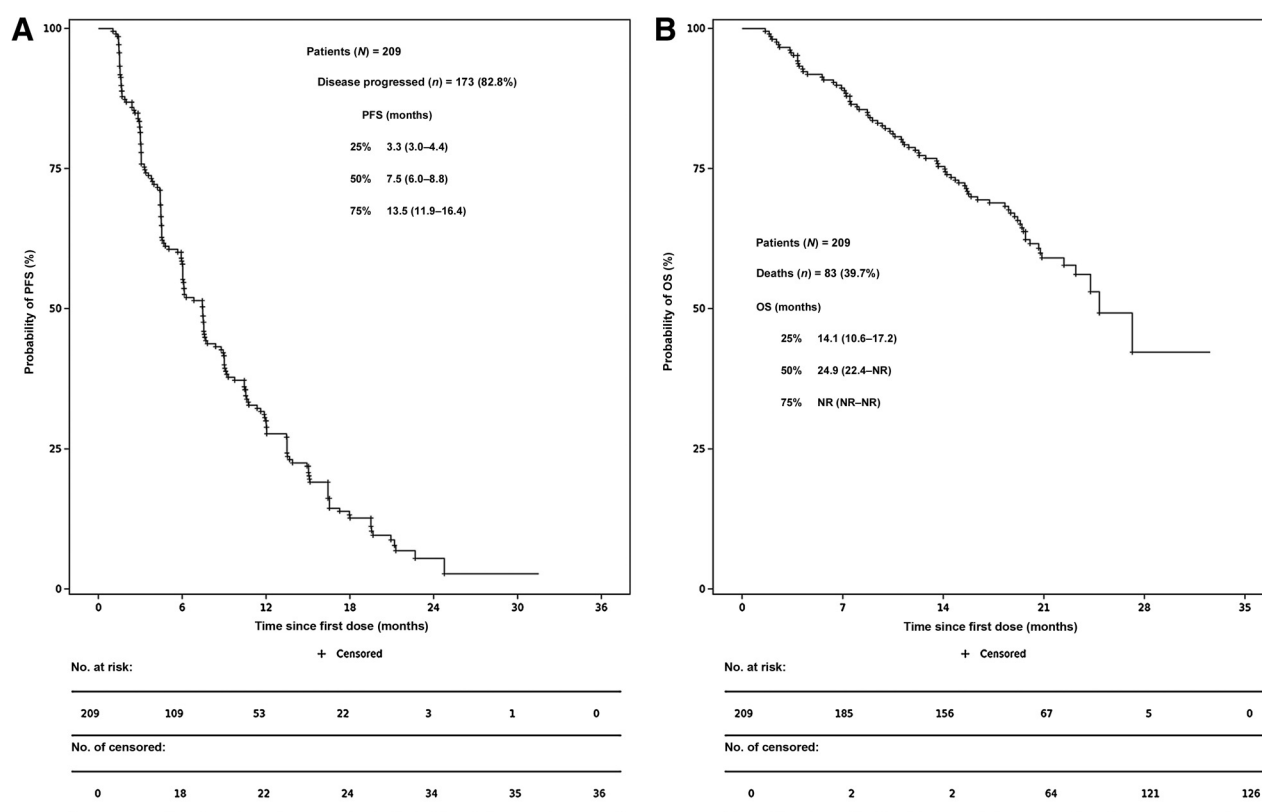 A
100
75
50
25
0
Probability of PFS (%)
Patients (N) = 209
Disease progressed (n) = 173 (82.8%)
PFS (months)
25% 3.3 (3.0–4.4)
50% 7.5 (6.0–8.8)
75% 13.5 (11.9–16.4)
0 6 12 18 24 30 36
Time since first dose (months)
+ Censored
No. at risk:
209 109 53 22 3 1 0
No. of censored:
0 18 22 24 34 35 36
B
100
75
50
25
0
Probability of OS (%)
Patients (N) = 209
Deaths (n) = 83 (39.7%)
OS (months)
25% 14.1 (10.6–17.2)
50% 24.9 (22.4–NR)
75% NR (NR–NR)
0 7 14 21 28 35
Time since first dose (months)
+ Censored
No. at risk:
209 185 156 67 5 0
No. of censored:
0 2 2 64 121 126